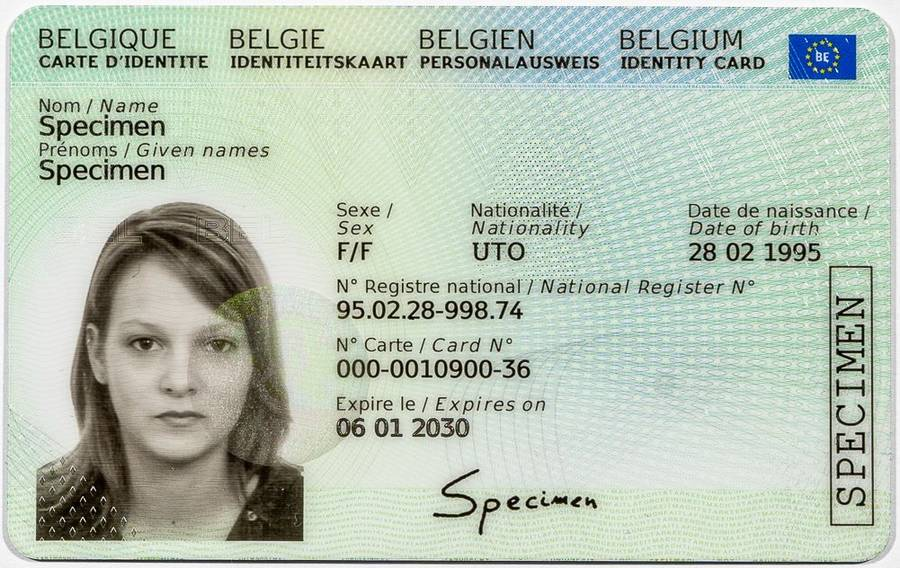 BELGIQUE BELGIE BELGIEN BELGIUM
CARTE D'IDENTITE IDENTITEITSKAART PERSONALAUSWEIS IDENTITY CARD
BE
Nom / Name
Specimen
Prénoms / Given names
Specimen
Sexe / Nationalité / Date de naissance /
Sex Nationality Date of birth
F/F UTO 28 02 1995
N° Registre national / National Register N°
95.02.28-998.74
N° Carte / Card N°
000-0010900-36
Expire le / Expires on
06 01 2030
Specimen
SPECIMEN